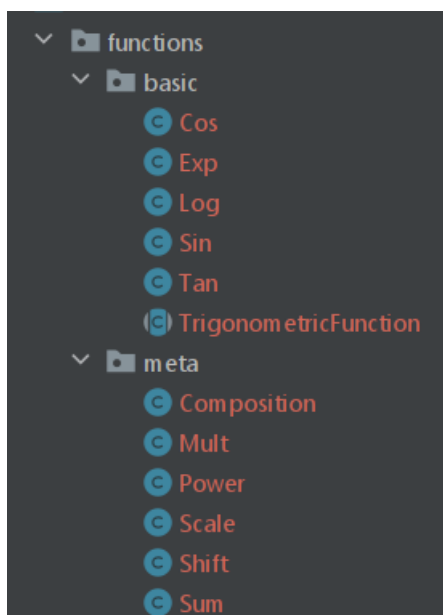 functions
basic
C Cos
C Exp
C Log
C Sin
C Tan
C TrigonometricFunction
meta
C Composition
C Mult
C Power
C Scale
C Shift
C Sum